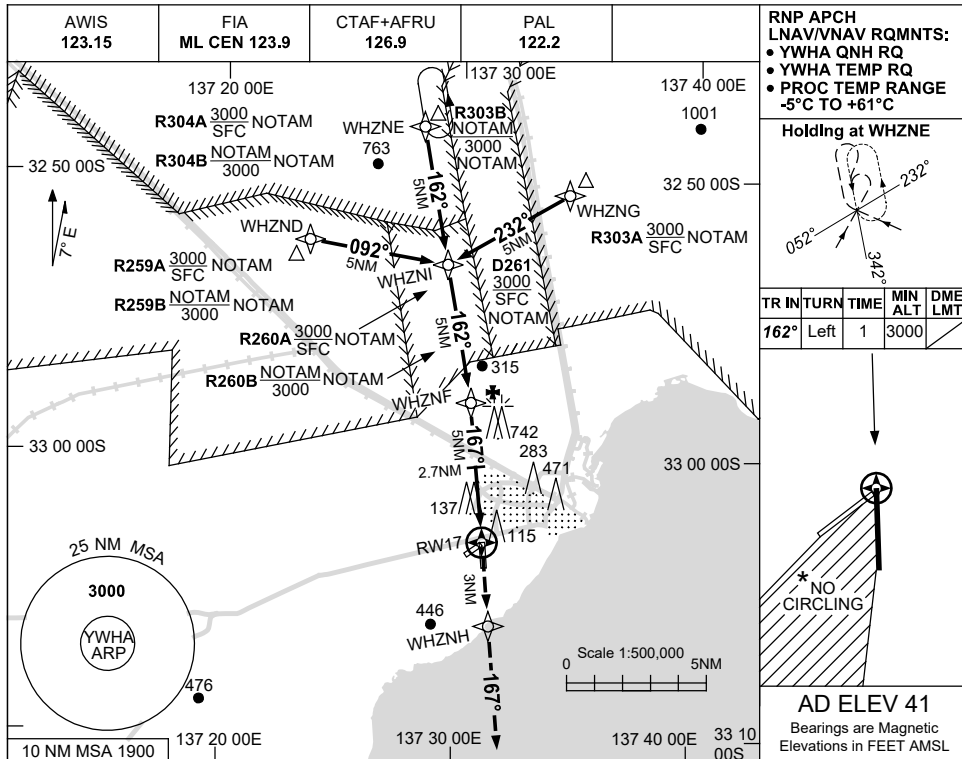 AWIS
123.15
FIA
ML CEN 123.9
CTAF+AFRU
126.9
PAL
122.2
RNP APCH
LNAV/VNAV RQMNTS:
• YWHA QNH RQ
• YWHA TEMP RQ
• PROC TEMP RANGE
-5°C TO +61°C
137 20 00E
137 30 00E
137 40 00E
R304A 3000
SFC NOTAM
R304B NOTAM
3000 NOTAM
WHZNE
763
R303B
NOTAM
3000
NOTAM
1001
32 50 00S
32 50 00S
7° E
162°
5NM
WHZND
092°
5NM
232°
5NM
WHZNG
R303A 3000
SFC NOTAM
WHZNI
D261
3000
SFC
NOTAM
R259A 3000
SFC NOTAM
R259B NOTAM
3000 NOTAM
R260A 3000
SFC NOTAM
R260B NOTAM
3000 NOTAM
162°
5NM
315
WHZNF
742
33 00 00S
33 00 00S
167°
5NM
2.7NM
283
471
137
115
RW17
3NM
25 NM MSA
3000
YWHA
ARP
446
WHZNH
476
167°
Scale 1:500,000
0
5NM
10 NM MSA 1900
137 20 00E
137 30 00E
137 40 00E
33 10
00S
Holding at WHZNE
232°
052°
342°
TR IN TURN TIME MIN ALT DME LMT
162° Left 1 3000
*NO
CIRCLING
AD ELEV 41
Bearings are Magnetic
Elevations in FEET AMSL